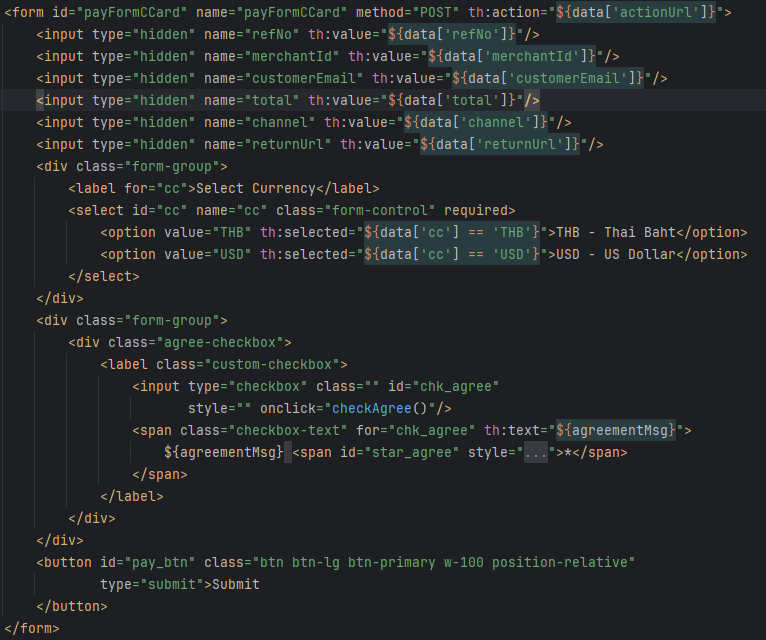 <form id="payFormCCard" name="payFormCCard" method="POST" th:action="${data['actionUrl']}">
<input type="hidden" name="refNo" th:value="${data['refNo']}"/>
<input type="hidden" name="merchantId" th:value="${data['merchantId']}"/>
<input type="hidden" name="customerEmail" th:value="${data['customerEmail']}"/>
<input type="hidden" name="total" th:value="${data['total']}"/>
<input type="hidden" name="channel" th:value="${data['channel']}"/>
<input type="hidden" name="returnUrl" th:value="${data['returnUrl']}"/>
<div class="form-group">
<label for="cc">Select Currency</label>
<select id="cc" name="cc" class="form-control" required>
<option value="THB" th:selected="${data['cc'] == 'THB'}">THB - Thai Baht</option>
<option value="USD" th:selected="${data['cc'] == 'USD'}">USD - US Dollar</option>
</select>
</div>
<div class="form-group">
<div class="agree-checkbox">
<label class="custom-checkbox">
<input type="checkbox" class="" id="chk_agree"
style="" onclick="checkAgree()"/>
<span class="checkbox-text" for="chk_agree" th:text="${agreementMsg}">
${agreementMsg} <span id="star_agree" style="...">*</span>
</span>
</label>
</div>
</div>
<button id="pay_btn" class="btn btn-lg btn-primary w-100 position-relative"
type="submit">Submit
</button>
</form>